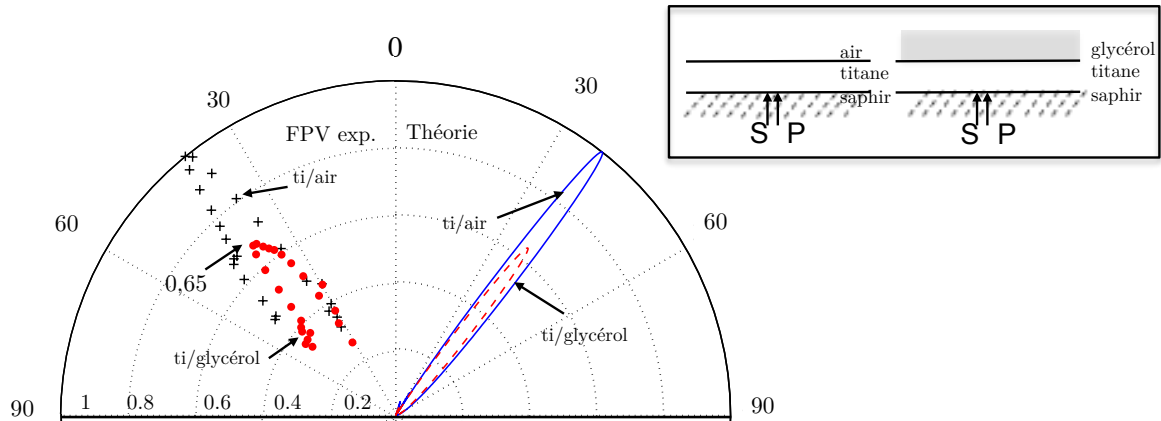 0
30
30
60
60
90
90
1
0.8
0.6
0.4
0.2
FPV exp.
Théorie
ti/air
ti/air
0,65
ti/glycérol
ti/glycérol
air
titane
saphir
S P
glycérol
titane
saphir
S P